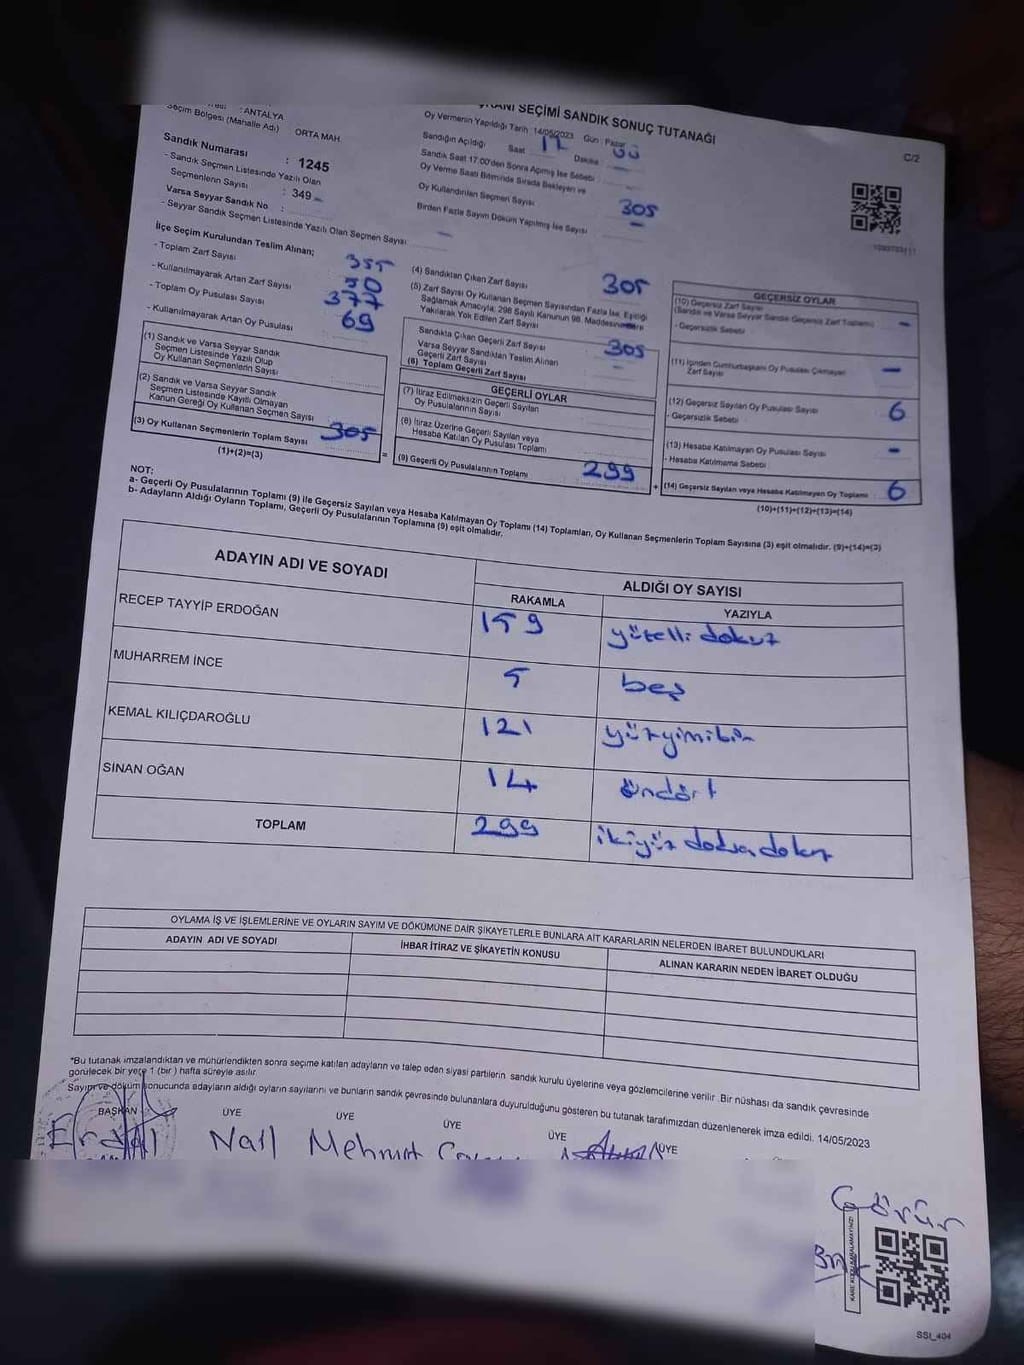 SEÇİMİ SANDIK SONUÇ TUTANAĞI
C/2
: ANTALYA
Seçim Bölgesi (Mahalle Adı) : ORTA MAH.
Sandık Numarası : 1245
- Sandık Seçmen Listesinde Yazılı Olan
Seçmenlerin Sayısı : 349
Varsa Seyyar Sandık No :
- Seyyar Sandık Seçmen Listesinde Yazılı Olan Seçmen Sayısı -
Oy Vermenin Yapıldığı Tarih : 14/05/2023 Gün : Pazar
Sandığın Açıldığı Saat 17 Dakika 00
Sandık Saat 17.00'den Sonra Açılmış İse Sebebi -
Oy Verme Saati Bitiminde Sırada Bekleyen ve
Oy Kullandırılan Seçmen Sayısı 305
Birden Fazla Sayım Döküm Yapılmış İse Sayısı -
İlçe Seçim Kurulundan Teslim Alınan;
- Toplam Zarf Sayısı 355
- Kullanılmayarak Artan Zarf Sayısı 50
- Toplam Oy Pusulası Sayısı 377
- Kullanılmayarak Artan Oy Pusulası 69
(1) Sandık ve Varsa Seyyar Sandık
Seçmen Listesinde Yazılı Olup
Oy Kullanan Seçmenlerin Sayısı
(2) Sandık ve Varsa Seyyar Sandık
Seçmen Listesinde Kayıtlı Olmayan
Kanun Gereği Oy Kullanan Seçmen Sayısı
(3) Oy Kullanan Seçmenlerin Toplam Sayısı 305
(1)+(2)=(3)
(4) Sandıktan Çıkan Zarf Sayısı 305
(5) Zarf Sayısı Oy Kullanan Seçmen Sayısından Fazla İse, Eşitliği
Sağlamak Amacıyla, 298 Sayılı Kanunun 98. Maddesine Göre
Yakılarak Yok Edilen Zarf Sayısı
Sandıkta Çıkan Geçerli Zarf Sayısı 305
Varsa Seyyar Sandıktan Teslim Alınan
Geçerli Zarf Sayısı -
(6) Toplam Geçerli Zarf Sayısı
GEÇERLİ OYLAR
(7) İtiraz Edilmeksizin Geçerli Sayılan
Oy Pusulalarının Sayısı
(8) İtiraz Üzerine Geçerli Sayılan veya
Hesaba Katılan Oy Pusulası Toplamı
= (9) Geçerli Oy Pusulalarının Toplamı 299 +
GEÇERSİZ OYLAR
(10) Geçersiz Zarf Sayısı
(Sandık ve Varsa Seyyar Sandık Geçersiz Zarf Toplamı) -
- Geçersizlik Sebebi
(11) İçinden Cumhurbaşkanı Oy Pusulası Çıkmayan
Zarf Sayısı -
(12) Geçersiz Sayılan Oy Pusulası Sayısı 6
- Geçersizlik Sebebi
(13) Hesaba Katılmayan Oy Pusulası Sayısı -
- Hesaba Katılmama Sebebi
(14) Geçersiz Sayılan veya Hesaba Katılmayan Oy Toplamı 6
(10)+(11)+(12)+(13)=(14)
NOT:
a- Geçerli Oy Pusulalarının Toplamı (9) ile Geçersiz Sayılan veya Hesaba Katılmayan Oy Toplamı (14) Toplamları, Oy Kullanan Seçmenlerin Toplam Sayısına (3) eşit olmalıdır. (9)+(14)=(3)
b- Adayların Aldığı Oyların Toplamı, Geçerli Oy Pusulalarının Toplamına (9) eşit olmalıdır.
ADAYIN ADI VE SOYADI
ALDIĞI OY SAYISI
RAKAMLA YAZIYLA
RECEP TAYYİP ERDOĞAN 159 yüzelli dokuz
MUHARREM İNCE 5 beş
KEMAL KILIÇDAROĞLU 121 yüzyimibir
SİNAN OĞAN 14 öndört
TOPLAM 299 ikiyüz doksa dokuz
OYLAMA İŞ VE İŞLEMLERİNE VE OYLARIN SAYIM VE DÖKÜMÜNE DAİR ŞİKAYETLERLE BUNLARA AİT KARARLARIN NELERDEN İBARET BULUNDUKLARI
ADAYIN ADI VE SOYADI İHBAR İTİRAZ VE ŞİKAYETİN KONUSU ALINAN KARARIN NEDEN İBARET OLDUĞU
*Bu tutanak imzalandıktan ve mühürlendikten sonra seçime katılan adayların ve talep eden siyasi partilerin sandık kurulu üyelerine veya gözlemcilerine verilir. Bir nüshası da sandık çevresinde
görülecek bir yere 1 (bir) hafta süreyle asılır.
Sayım ve döküm sonucunda adayların aldığı oyların sayılarını ve bunların sandık çevresinde bulunanlara duyurulduğunu gösteren bu tutanak tarafımızdan düzenlenerek imza edildi. 14/05/2023
BAŞKAN ÜYE ÜYE ÜYE ÜYE ÜYE
Erdal Nail Mehmet
Görür
KARE KODU KARALAMAYINIZ!
SSI_404